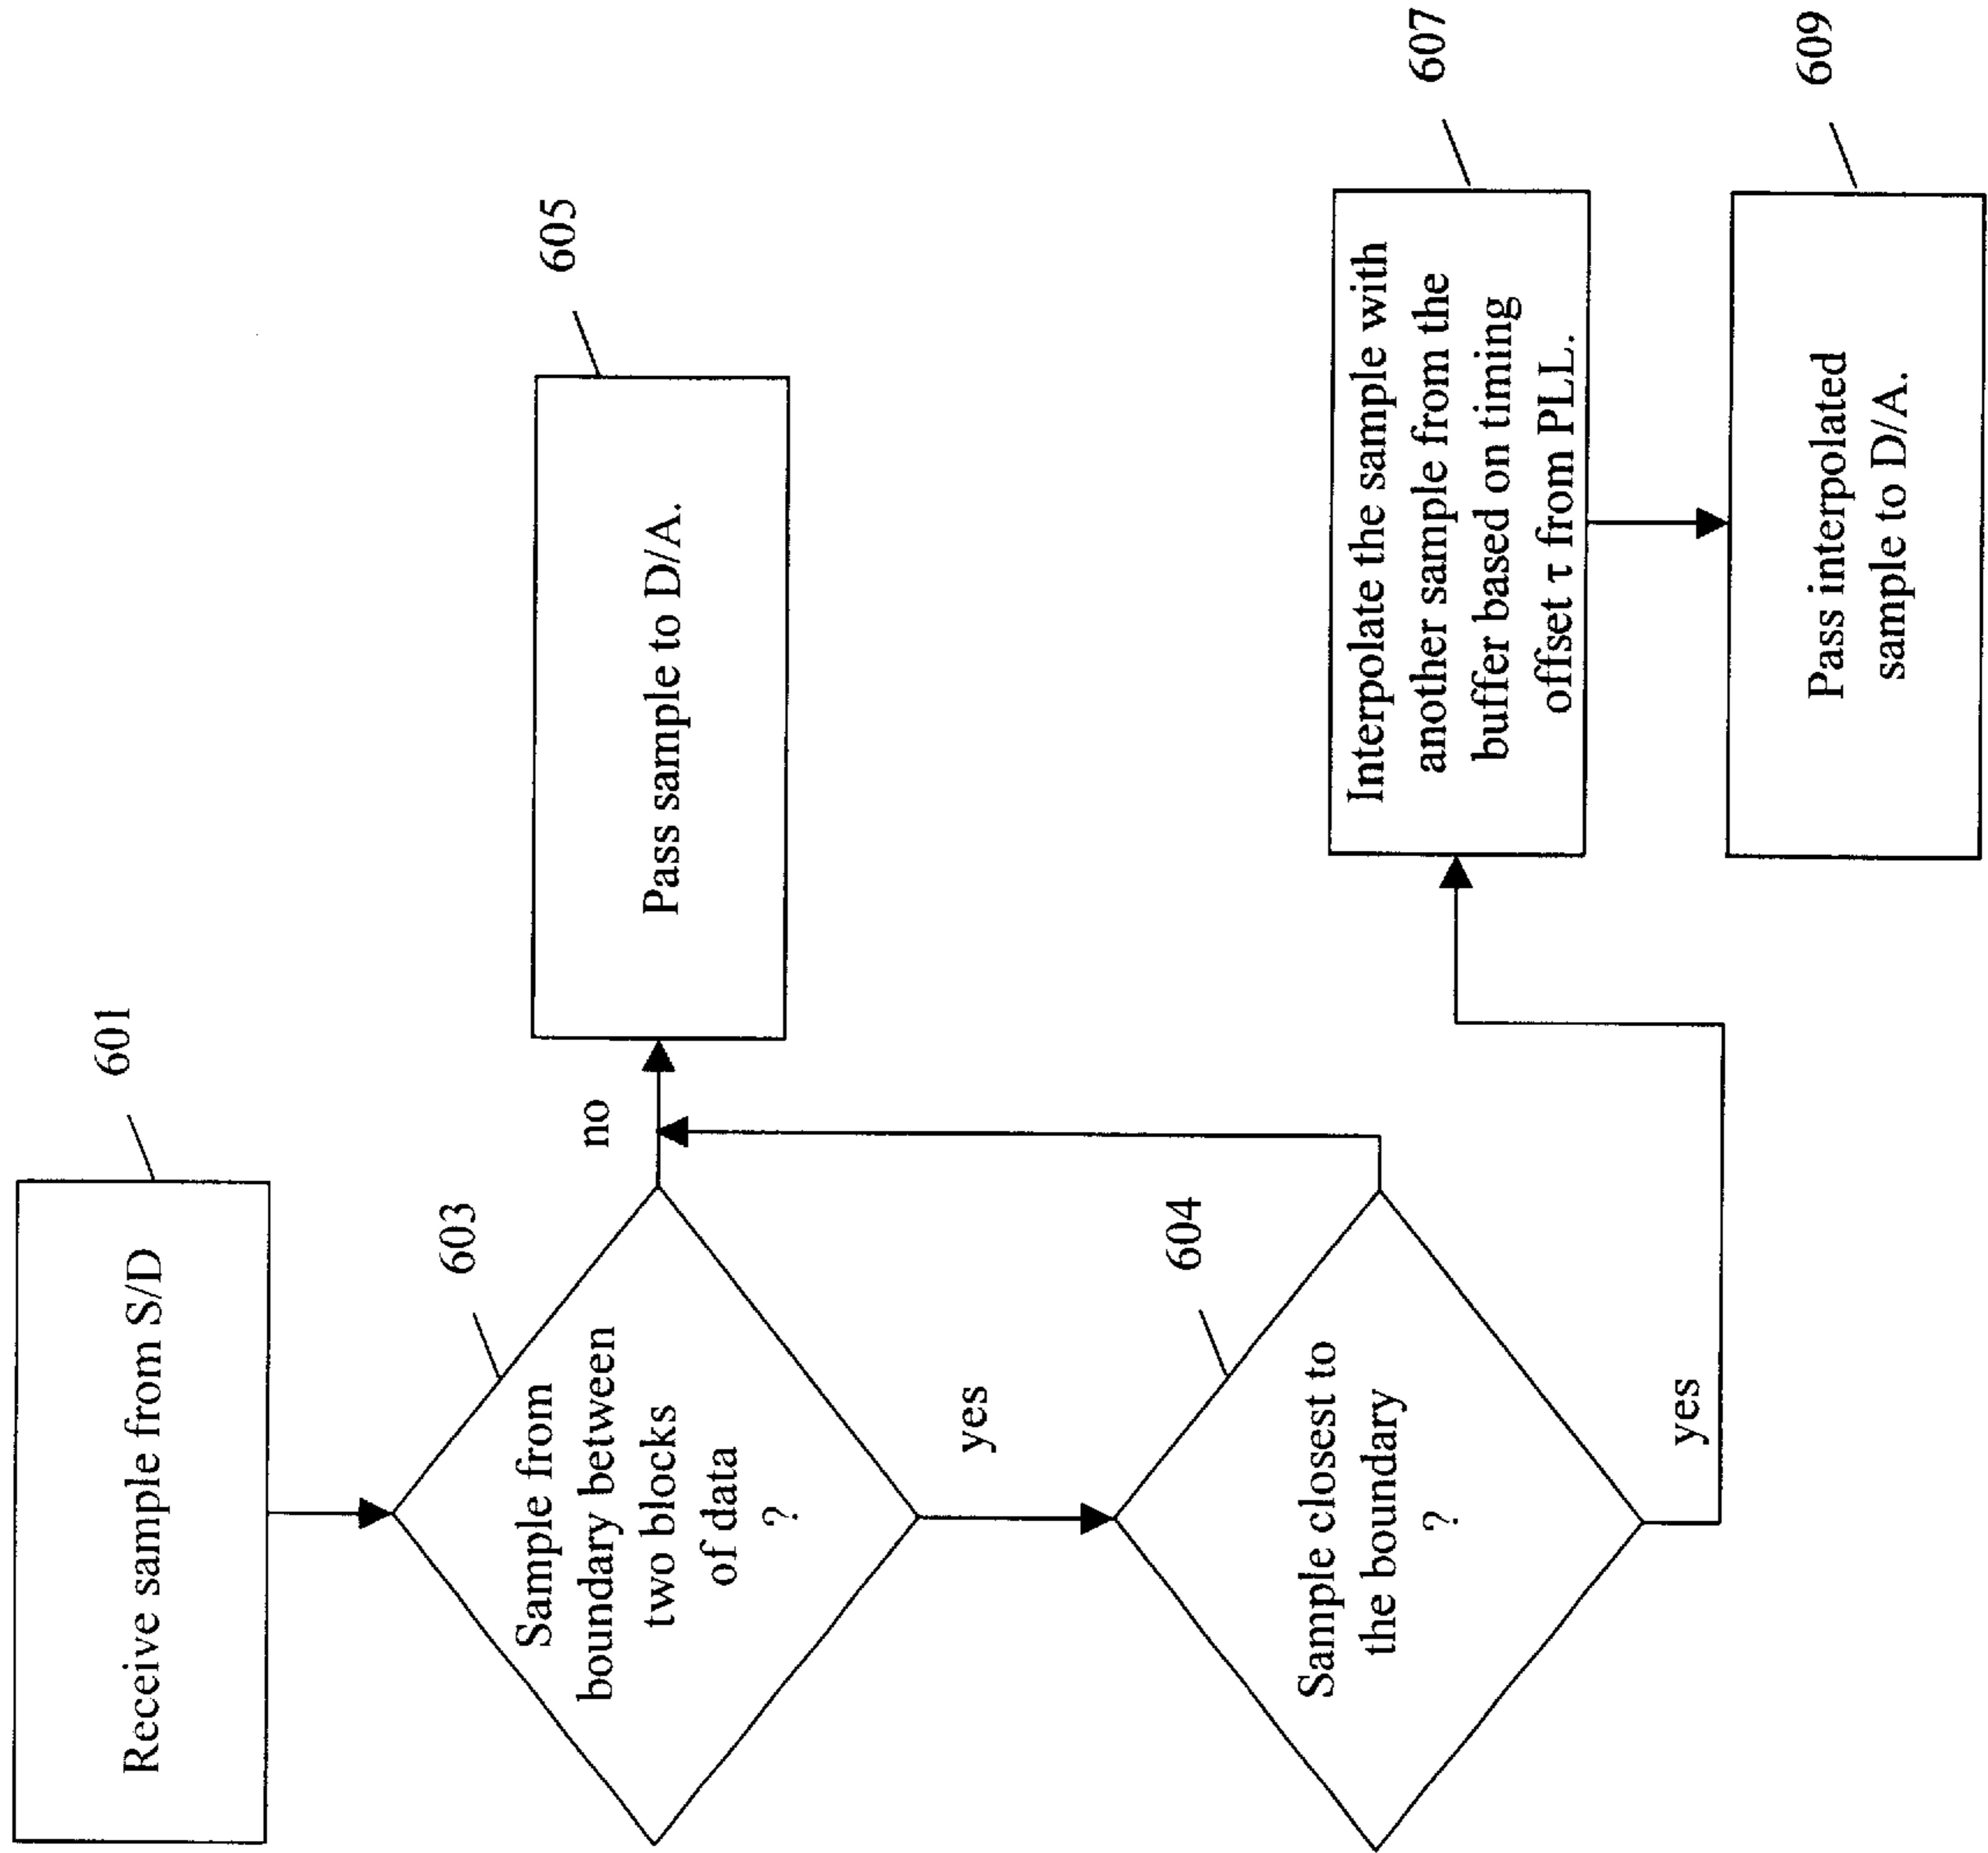 601
Receive sample from S/D
603
Sample from
boundary between
two blocks
of data
?
no
605
Pass sample to D/A.
yes
604
Sample closest to
the boundary
?
yes
607
Interpolate the sample with
another sample from the
buffer based on timing
offset τ from PLL.
609
Pass interpolated
sample to D/A.